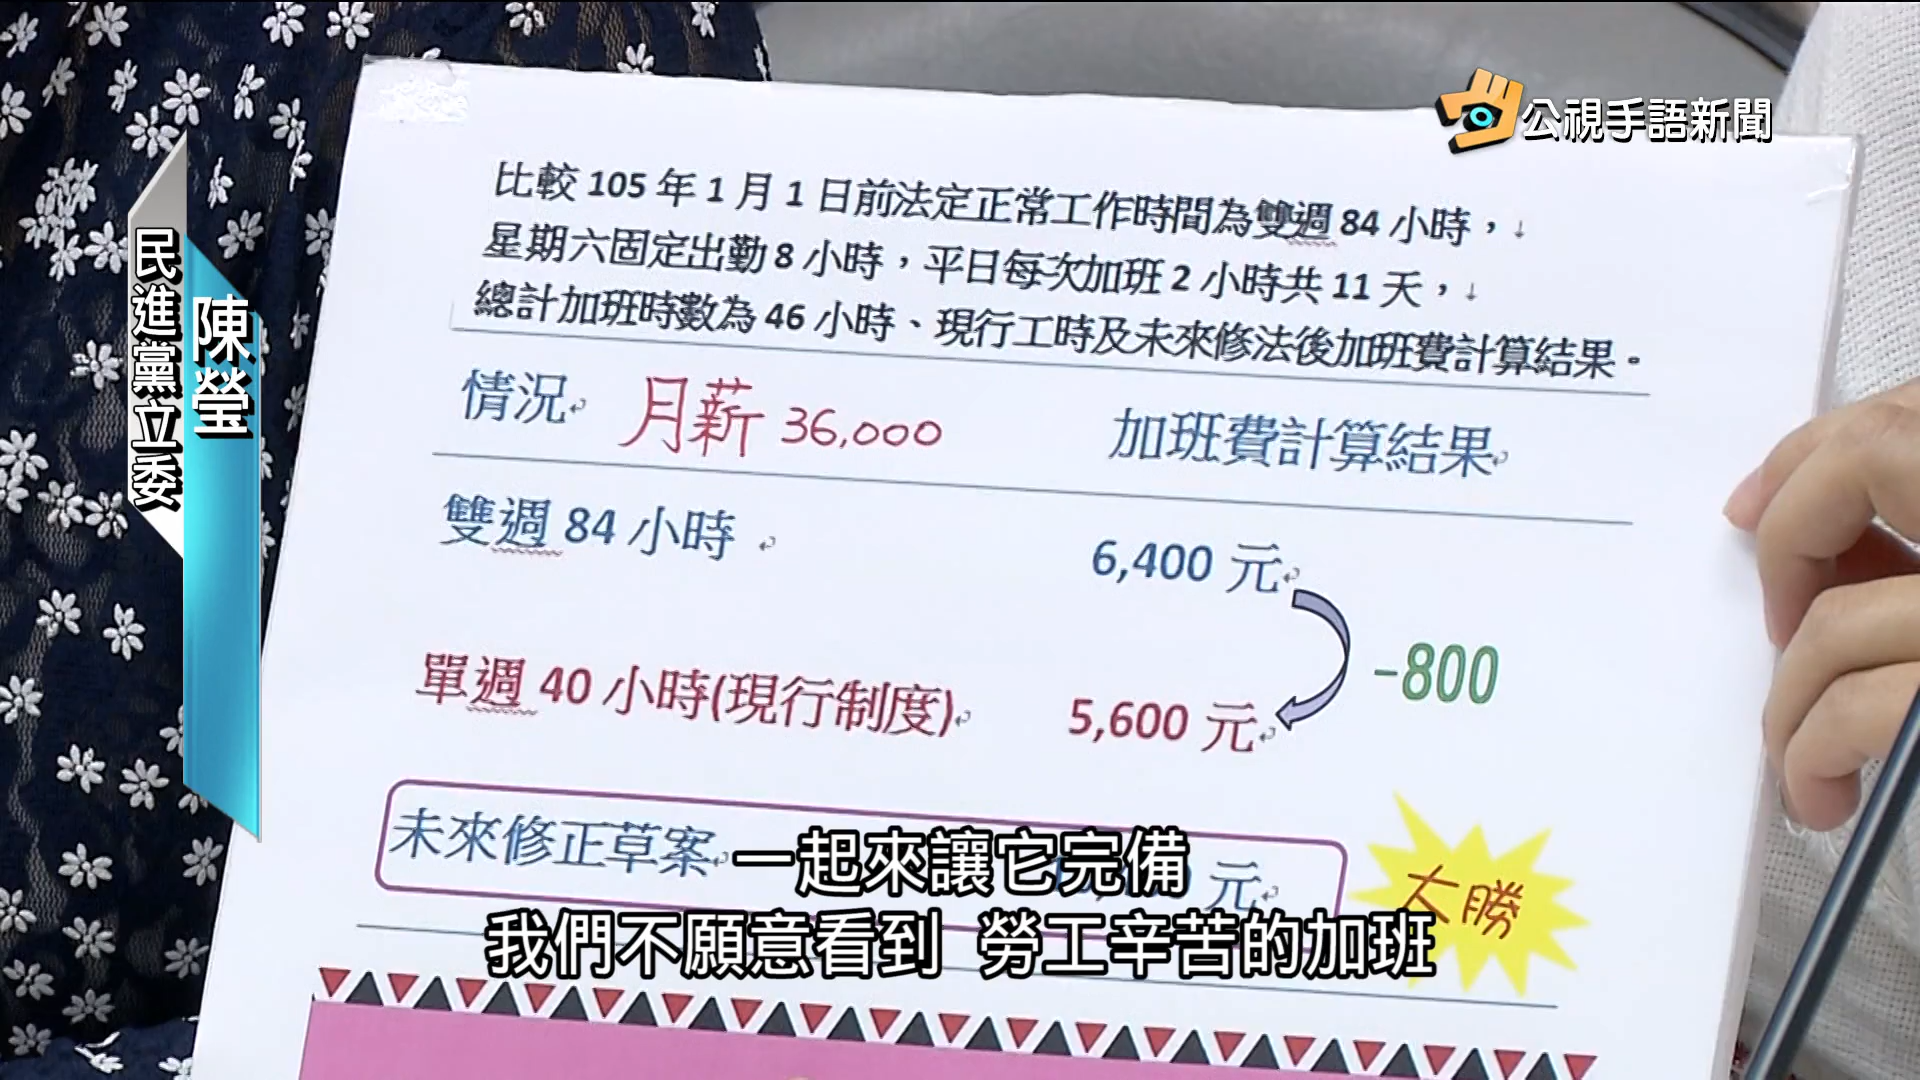 公視手語新聞
民進黨立委
陳瑩
比較 105 年 1 月 1 日前法定正常工作時間為雙週 84 小時，↓
星期六固定出勤 8 小時，平日每次加班 2 小時共 11 天，↓
總計加班時數為 46 小時、現行工時及未來修法後加班費計算結果。
情況 月薪 36,000 加班費計算結果
雙週 84 小時 6,400 元
-800
單週 40 小時(現行制度) 5,600 元
未來修正草案 元
大勝
一起來讓它完備
我們不願意看到 勞工辛苦的加班